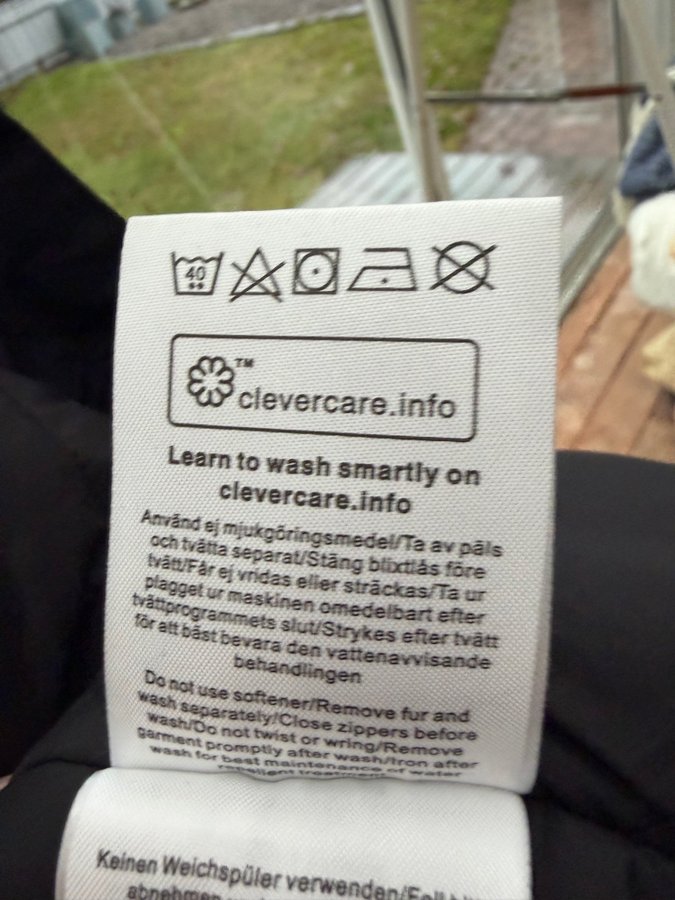 40
TM
clevercare.info
Learn to wash smartly on
clevercare.info
Använd ej mjukgöringsmedel/Ta av päls
och tvätta separat/Stäng blixtlås före
tvätt/Får ej vridas eller sträckas/Ta ur
plagget ur maskinen omedelbart efter
tvättprogrammets slut/Strykes efter tvätt
för att bäst bevara den vattenavvisande
behandlingen
Do not use softener/Remove fur and
wash separately/Close zippers before
wash/Do not twist or wring/Remove
garment promptly after wash/Iron after
wash for best maintenance of water
repellent treatment
Keinen Weichspüler verwenden/Fell
abnehmen